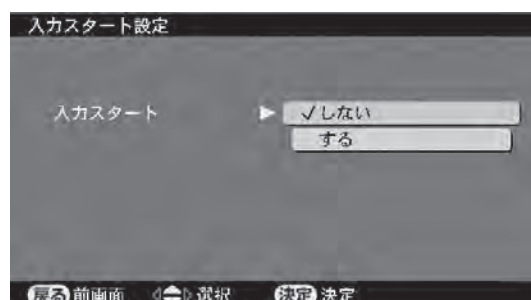 入力スタート設定
入力スタート ▶ ✓しない
する
戻る 前画面 選択 決定 決定